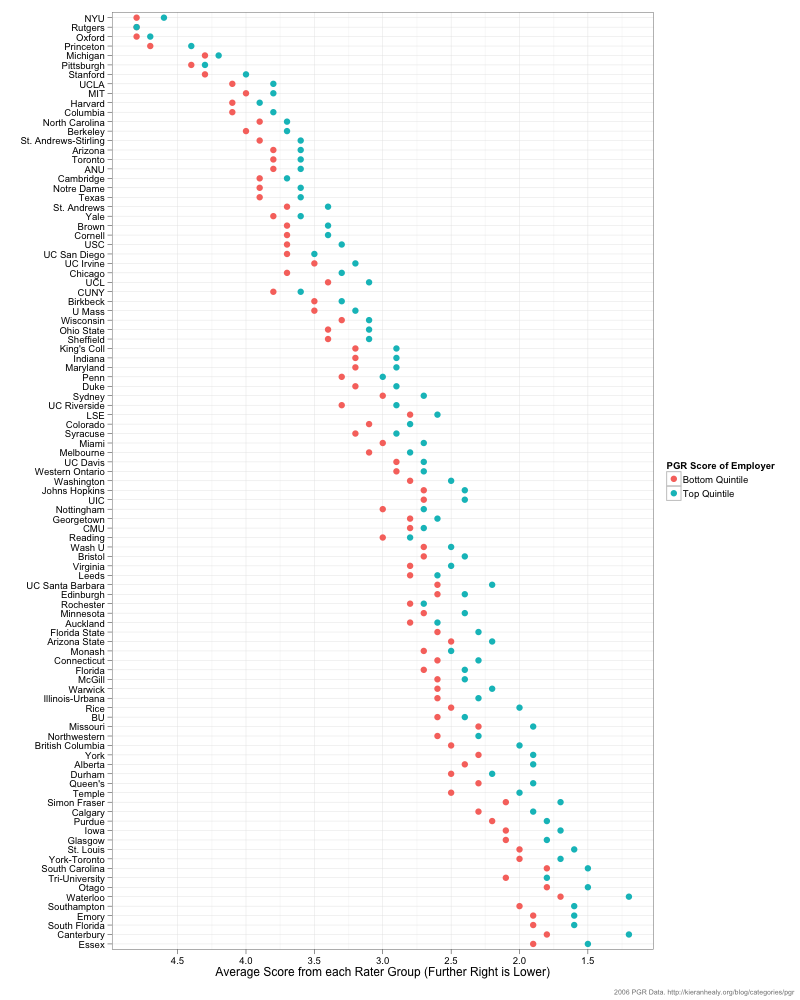 NYU
Rutgers
Oxford
Princeton
Michigan
Pittsburgh
Stanford
UCLA
MIT
Harvard
Columbia
North Carolina
Berkeley
St. Andrews-Stirling
Arizona
Toronto
ANU
Cambridge
Notre Dame
Texas
St. Andrews
Yale
Brown
Cornell
USC
UC San Diego
UC Irvine
Chicago
UCL
CUNY
Birkbeck
U Mass
Wisconsin
Ohio State
Sheffield
King's Coll
Indiana
Maryland
Penn
Duke
Sydney
UC Riverside
LSE
Colorado
Syracuse
Miami
Melbourne
UC Davis
Western Ontario
Washington
Johns Hopkins
UIC
Nottingham
Georgetown
CMU
Reading
Wash U
Bristol
Virginia
Leeds
UC Santa Barbara
Edinburgh
Rochester
Minnesota
Auckland
Florida State
Arizona State
Monash
Connecticut
Florida
McGill
Warwick
Illinois-Urbana
Rice
BU
Missouri
Northwestern
British Columbia
York
Alberta
Durham
Queen's
Temple
Simon Fraser
Calgary
Purdue
Iowa
Glasgow
St. Louis
York-Toronto
South Carolina
Tri-University
Otago
Waterloo
Southampton
Emory
South Florida
Canterbury
Essex
4.5 4.0 3.5 3.0 2.5 2.0 1.5
Average Score from each Rater Group (Further Right is Lower)
PGR Score of Employer
Bottom Quintile
Top Quintile
2006 PGR Data. http://kieranhealy.org/blog/categories/pgr